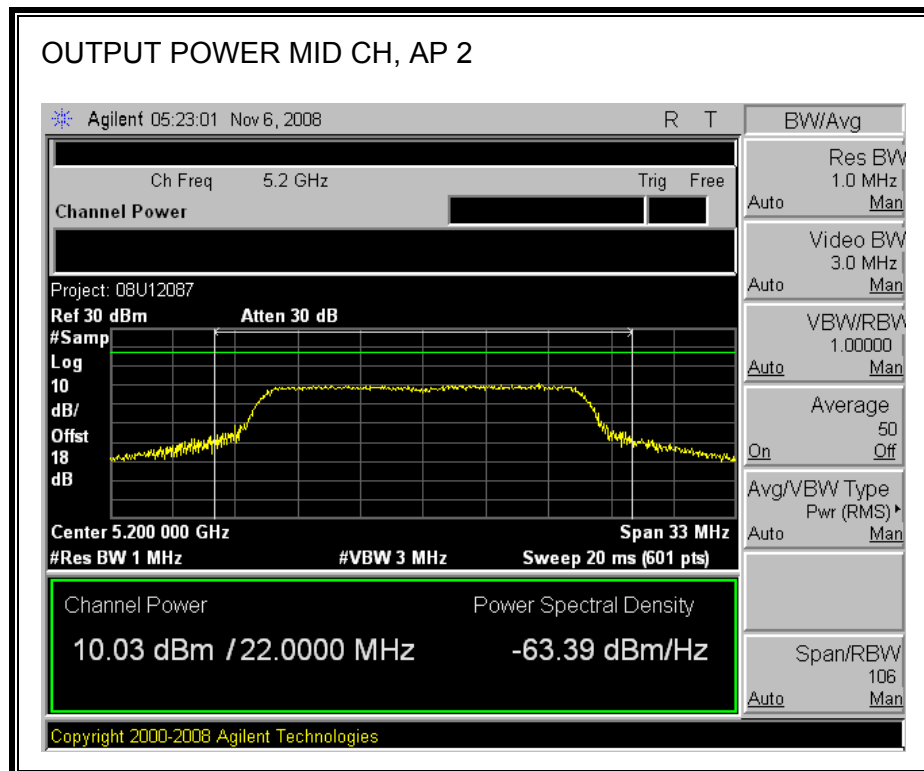 OUTPUT POWER MID CH, AP 2
Agilent 05:23:01 Nov 6, 2008 R T
Ch Freq 5.2 GHz Trig Free
Channel Power
Project: 08U12087
Ref 30 dBm Atten 30 dB
#Samp
Log
10
dB/
Offst
18
dB
Center 5.200 000 GHz Span 33 MHz
#Res BW 1 MHz #VBW 3 MHz Sweep 20 ms (601 pts)
Channel Power Power Spectral Density
10.03 dBm / 22.0000 MHz -63.39 dBm/Hz
Copyright 2000-2008 Agilent Technologies
BW/Avg
Res BW
1.0 MHz
Auto Man
Video BW
3.0 MHz
Auto Man
VBW/RBW
1.00000
Auto Man
Average
50
On Off
Avg/VBW Type
Pwr (RMS)
Auto Man
Span/RBW
106
Auto Man